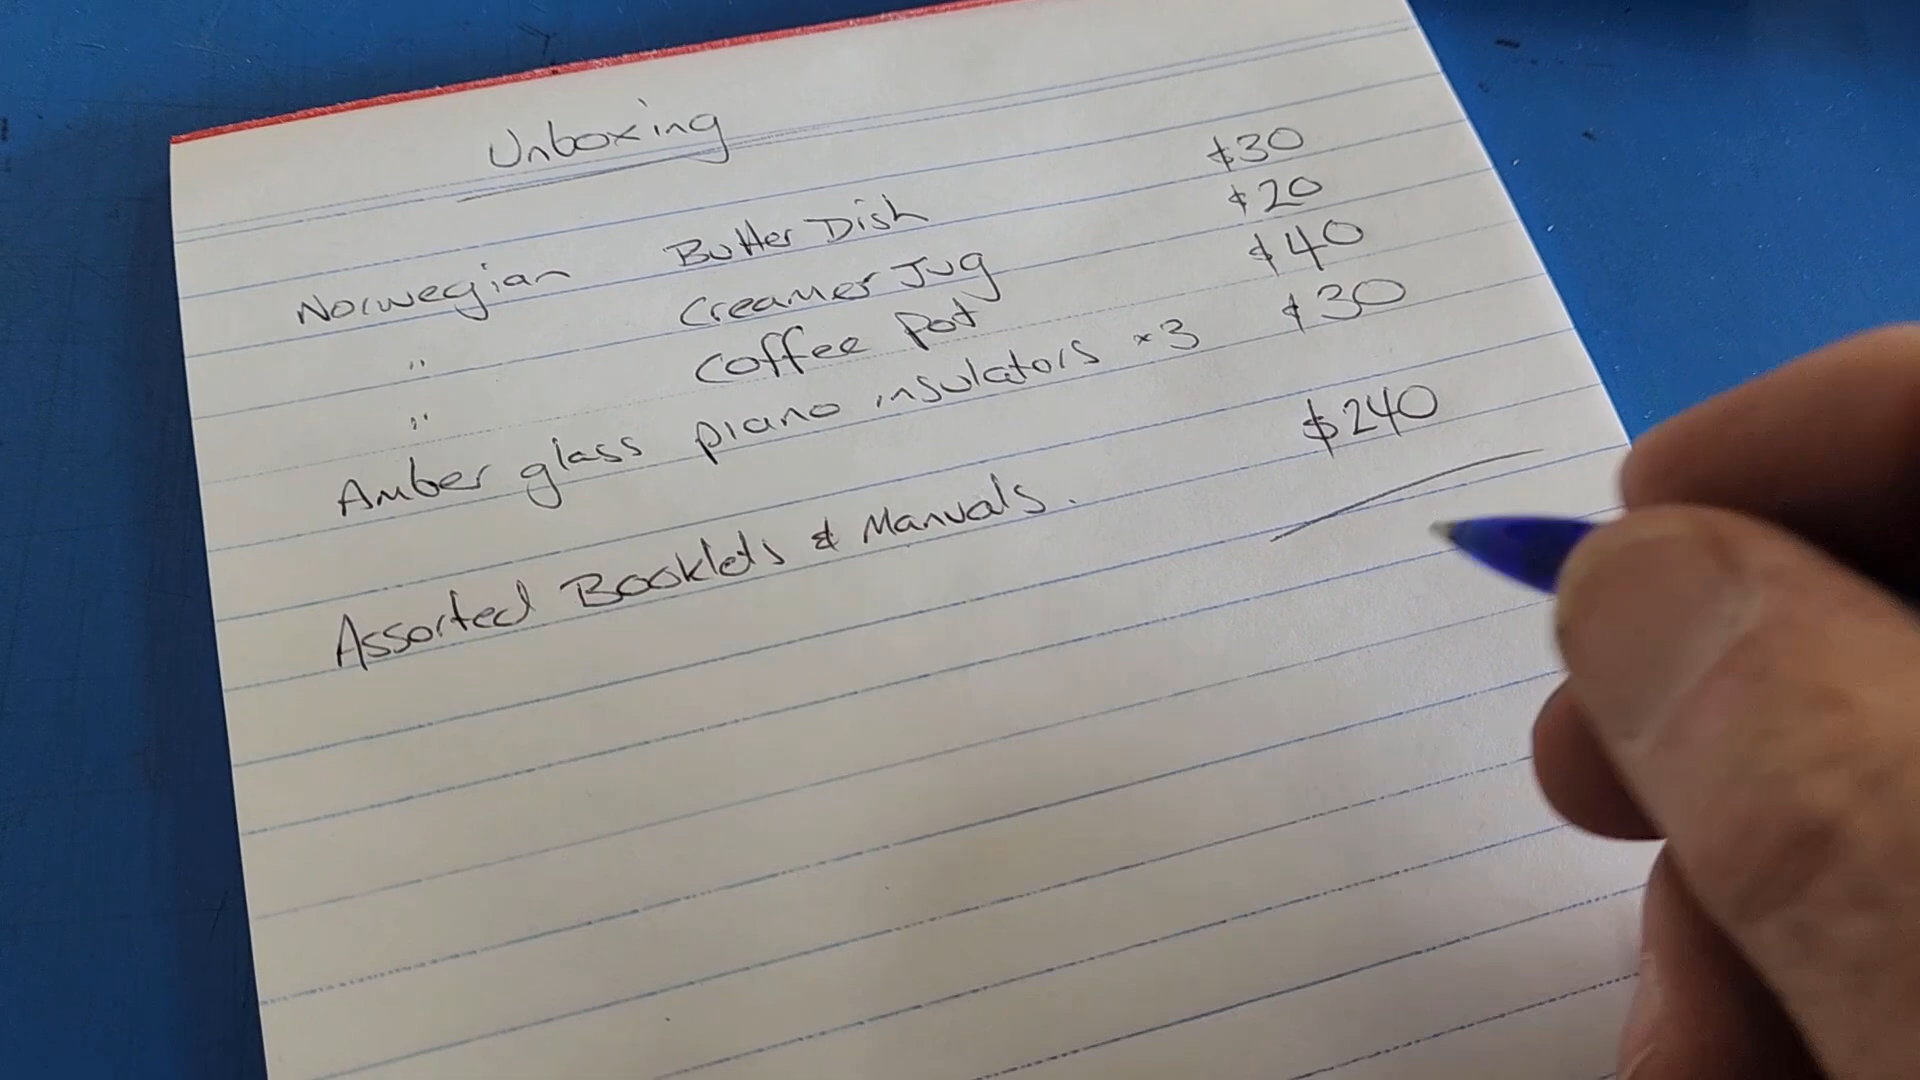 Unboxing
Norwegian Butter Dish $30
" Creamer Jug $20
" Coffee Pot $40
Amber glass piano insulators x3 $30
Assorted Booklets & Manuals. $240